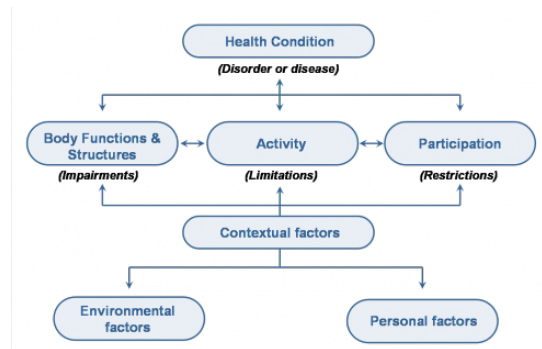 Health Condition
(Disorder or disease)
Body Functions &
Structures
Activity
Participation
(Impairments)
(Limitations)
(Restrictions)
Contextual factors
Environmental
factors
Personal factors